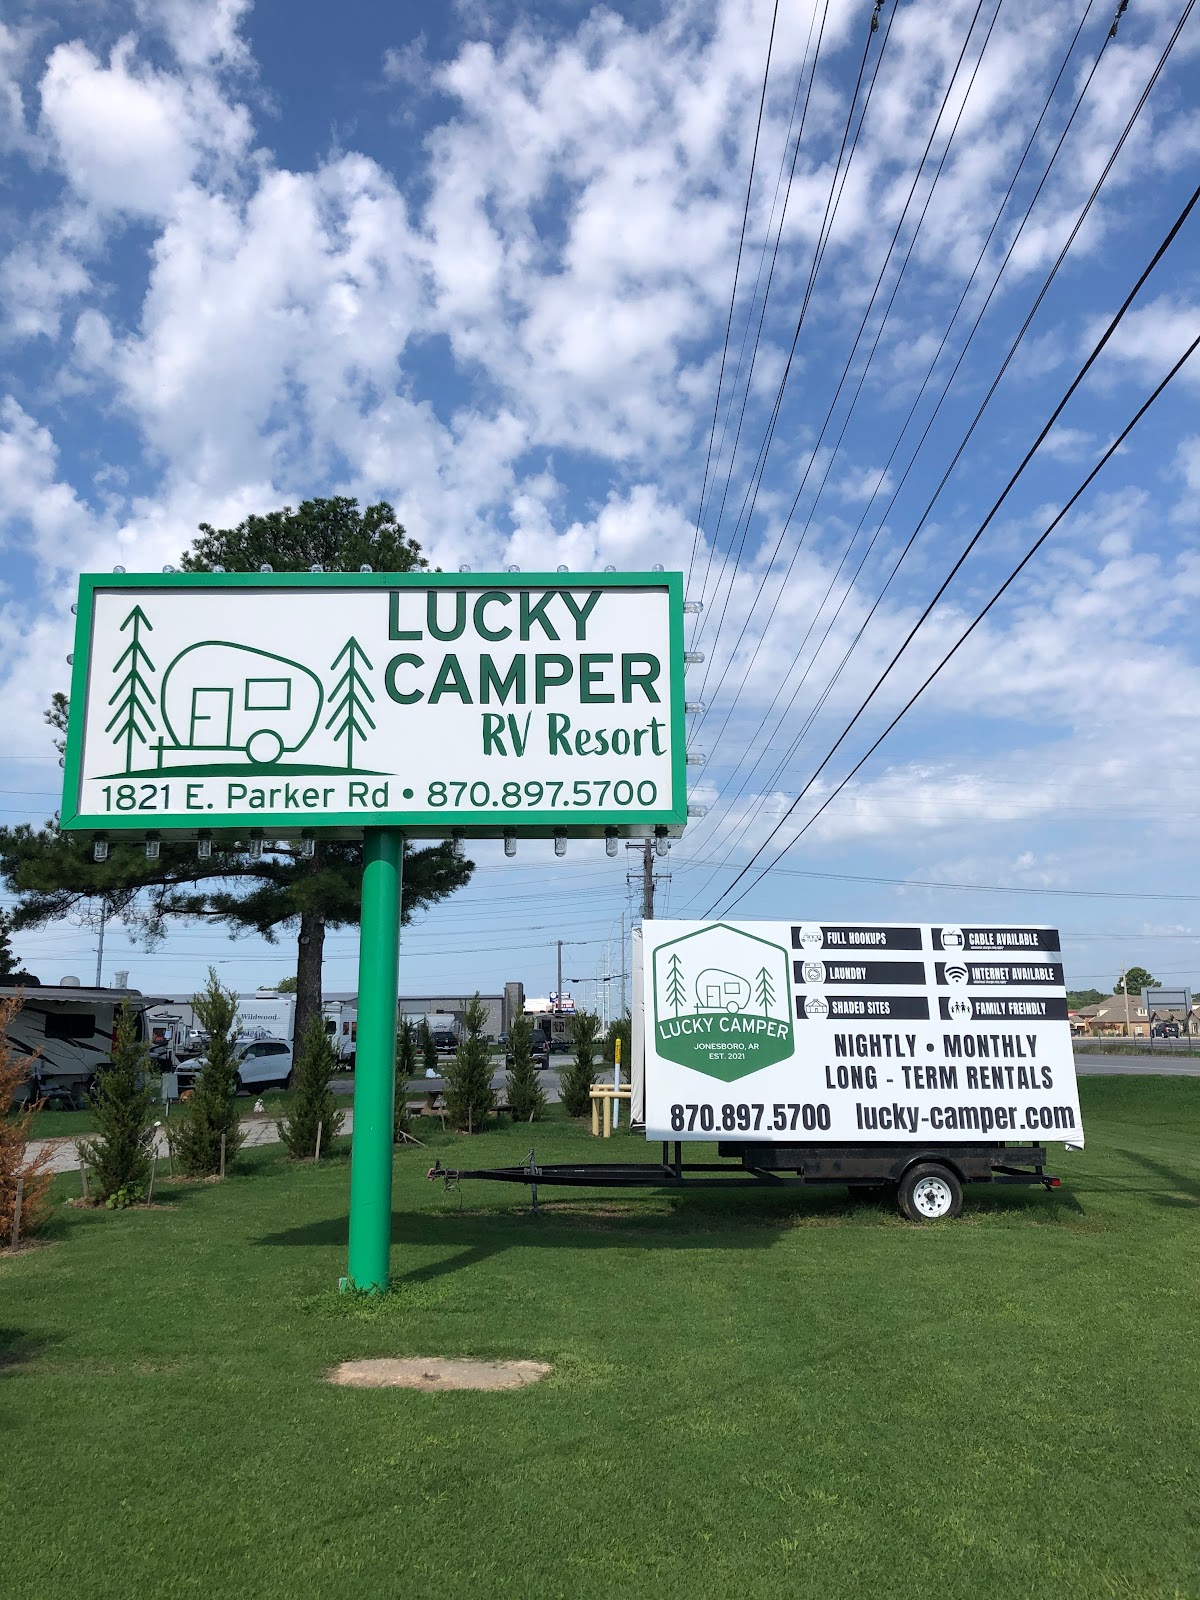 LUCKY
CAMPER
RV Resort
1821 E. Parker Rd • 870.897.5700
LUCKY CAMPER
JONESBORO, AR
EST. 2021
FULL HOOKUPS
CABLE AVAILABLE
LAUNDRY
INTERNET AVAILABLE
SHADED SITES
FAMILY FREINDLY
NIGHTLY • MONTHLY
LONG - TERM RENTALS
870.897.5700 lucky-camper.com
Wildwood